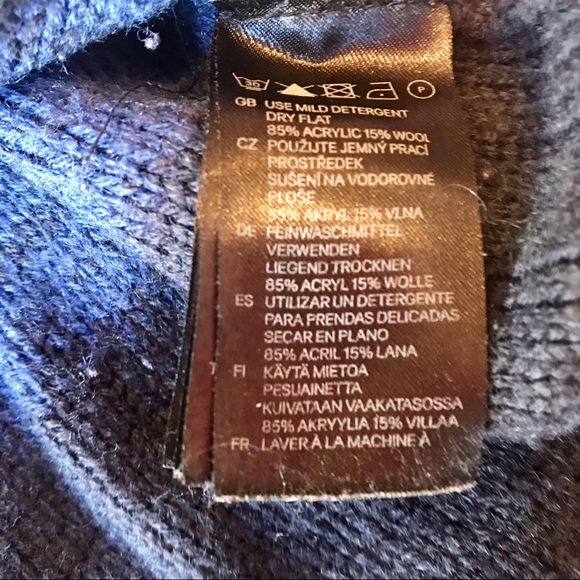 30 P
GB USE MILD DETERGENT
DRY FLAT
85% ACRYLIC 15% WOOL
CZ POUŽIJTE JEMNÝ PRACÍ
PROSTŘEDEK
SUŠENÍ NA VODOROVNÉ
PLOŠE
85% AKRYL 15% VLNA
DE FEINWASCHMITTEL
VERWENDEN
LIEGEND TROCKNEN
85% ACRYL 15% WOLLE
ES UTILIZAR UN DETERGENTE
PARA PRENDAS DELICADAS
SECAR EN PLANO
85% ACRIL 15% LANA
FI KÄYTÄ MIETOA
PESUAINETTA
KUIVATAAN VAAKATASOSSA
85% AKRYYLIA 15% VILLAA
FR LAVER À LA MACHINE À